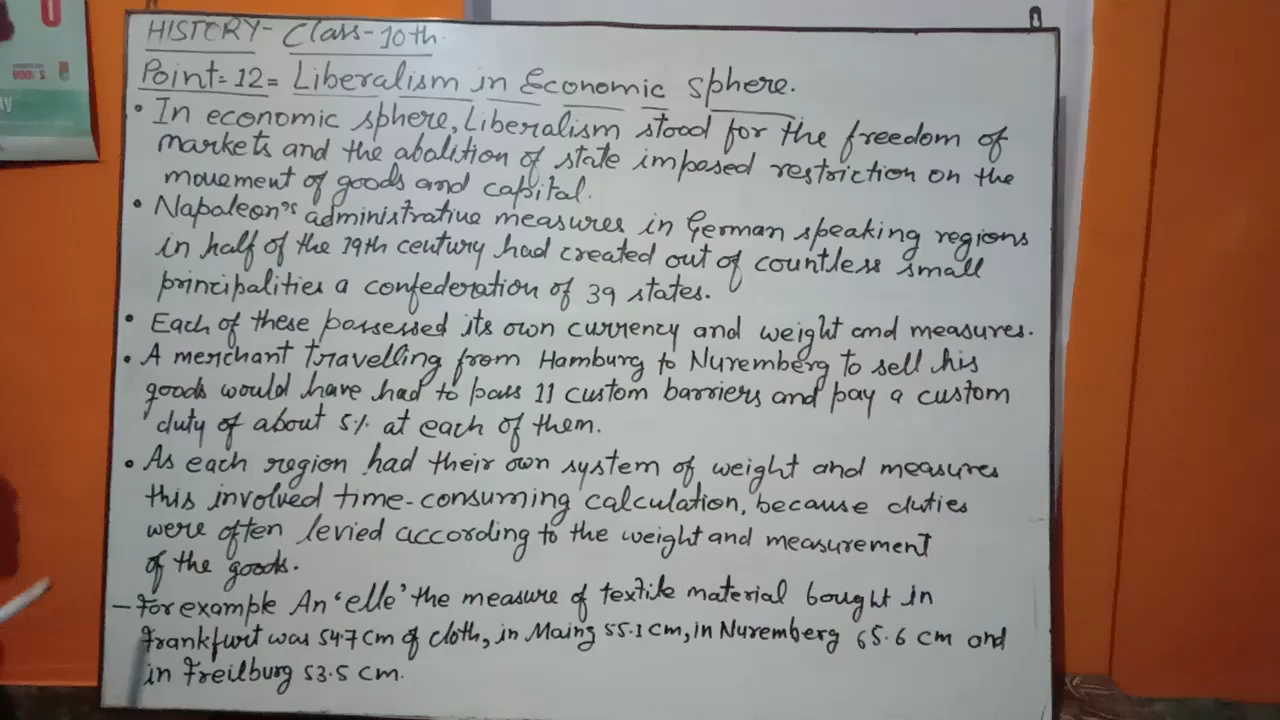 HISTORY- Class-10th.
Point=12= Liberalism in Economic sphere.
• In economic sphere, Liberalism stood for the freedom of
markets and the abalition of state imposed restriction on the
movement of goods and capital.
• Napoleon's administrative measures in German speaking regions
in half of the 19th century had created out of countless small
principalities a confederation of 39 states.
• Each of these possessed its own currency and weight and measures.
• A merchant travelling from Hamburg to Nuremberg to sell his
goods would have had to pass 11 custom barriers and pay a custom
duty of about 5% at each of them.
• As each region had their own system of weight and measures
this involved time-consuming calculation, because duties
were often levied according to the weight and measurement
of the goods.
- For example An 'elle' the measure of textile material bought in
Frankfurt was 54.7 cm of cloth, in Mainz 55.1 cm, in Nuremberg 65.6 cm and
in Freilburg 53.5 cm.